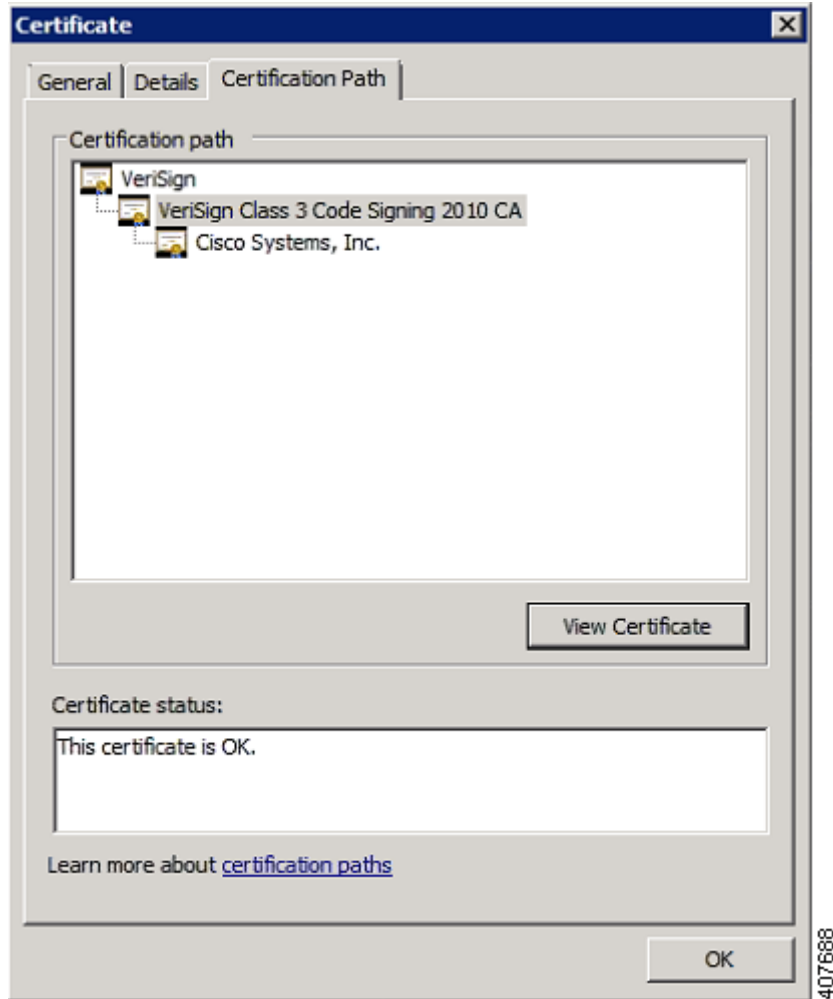 Certificate
General Details Certification Path
Certification path
VeriSign
VeriSign Class 3 Code Signing 2010 CA
Cisco Systems, Inc.
View Certificate
Certificate status:
This certificate is OK.
Learn more about certification paths
OK
407688